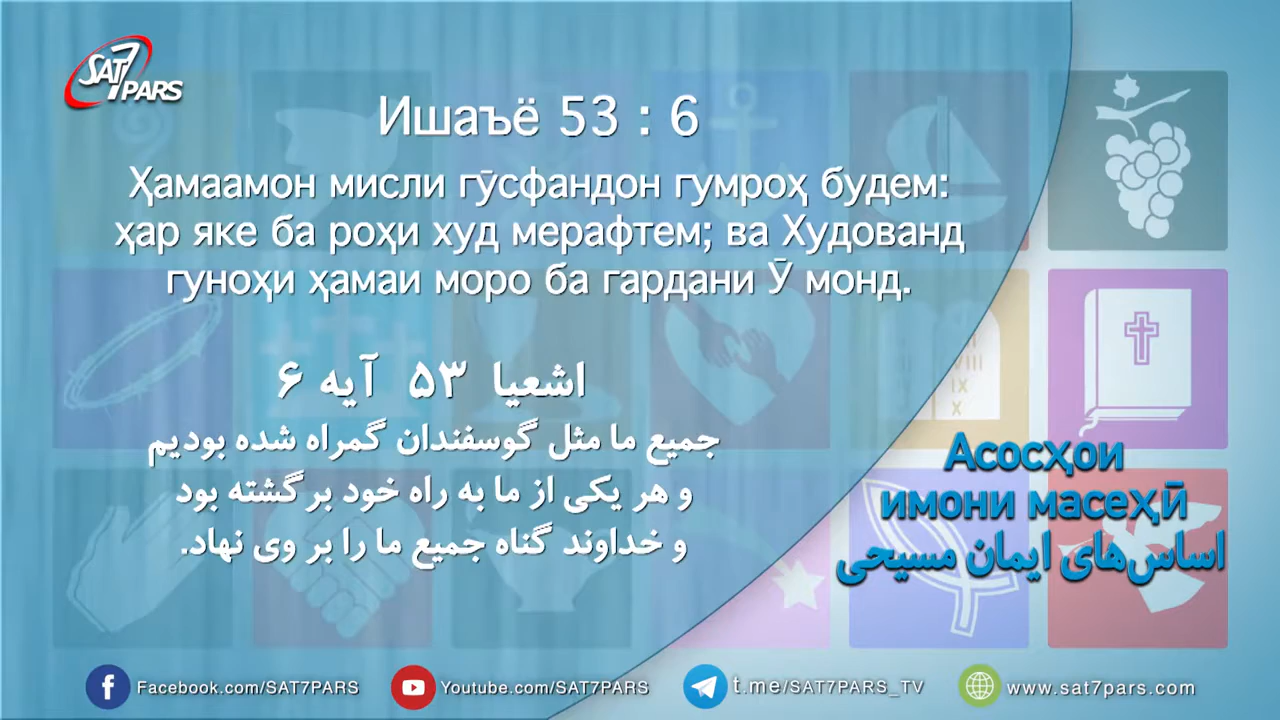 SAT7PARS
Ишаъё 53 : 6
Ҳамаамон мисли гӯсфандон гумроҳ будем:
ҳар яке ба роҳи худ мерафтем; ва Худованд
гуноҳи ҳамаи моро ба гардани Ӯ монд.
اشعیا ۵۳ آیه ۶
جمیع ما مثل گوسفندان گمراه شده بودیم
و هر یکی از ما به راه خود برگشته بود
و خداوند گناه جمیع ما را بر وی نهاد.
VIII
IX
X
Асосҳои
имони масеҳӣ
اساس‌های ایمان مسیحی
Facebook.com/SAT7PARS
Youtube.com/SAT7PARS
t.me/SAT7PARS_TV
www.sat7pars.com